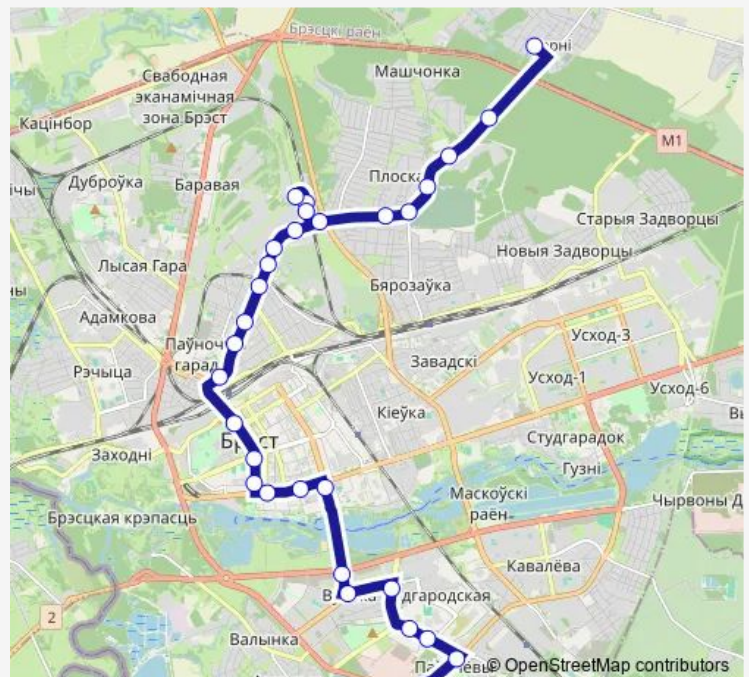 Брэсцкі раён
Машчонка
Свабодная
эканамічная
зона Брэст
Кацінбор
M1
Дуброўка
Баравая
Старыя Задворцы
Новыя Задворцы
Лысая Гара
Бярозаўка
Адамкова
Усход-3
Рэчыца
Завадскі
Усход-1
Усход-6
Кіеўка
Студгарадок
Заходні
Гузні
Маскоўскі
раён
Чырвоны
Брэсцкая крэпасць
Кавалёва
2
Валынка
© OpenStreetMap contributors